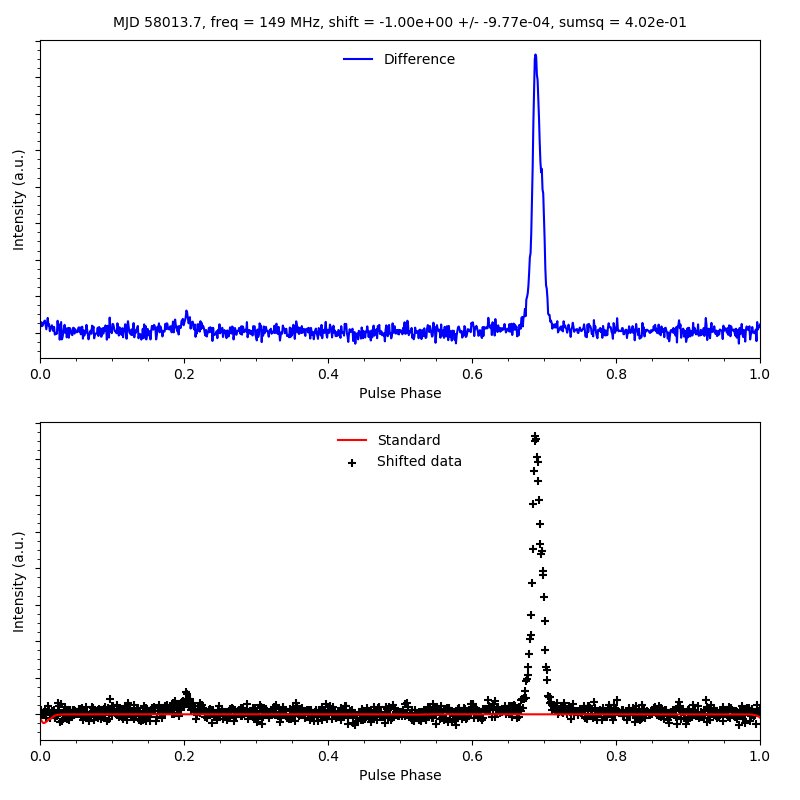 MJD 58013.7, freq = 149 MHz, shift = -1.00e+00 +/- -9.77e-04, sumsq = 4.02e-01
Difference
Intensity (a.u.)
0.0 0.2 0.4 0.6 0.8 1.0
Pulse Phase
Standard
Shifted data
Intensity (a.u.)
0.0 0.2 0.4 0.6 0.8 1.0
Pulse Phase